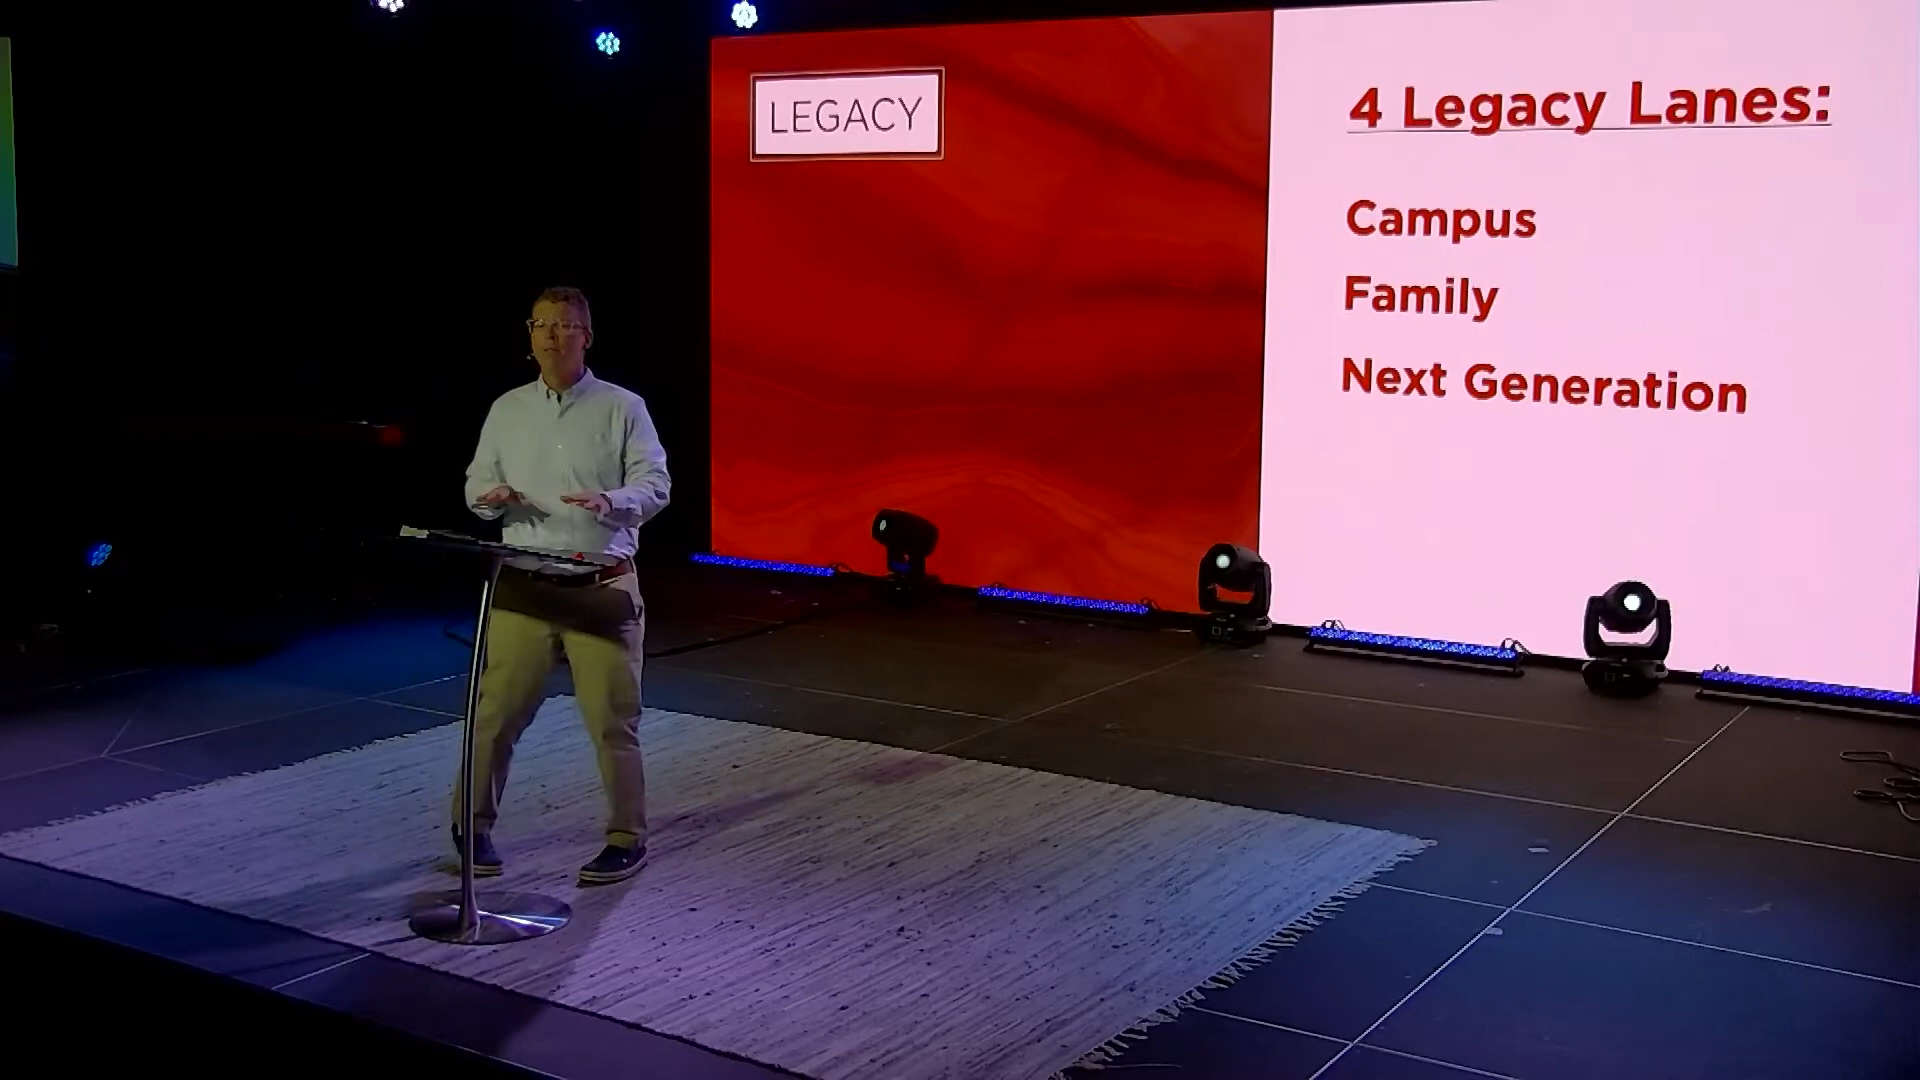 LEGACY
4 Legacy Lanes:
Campus
Family
Next Generation